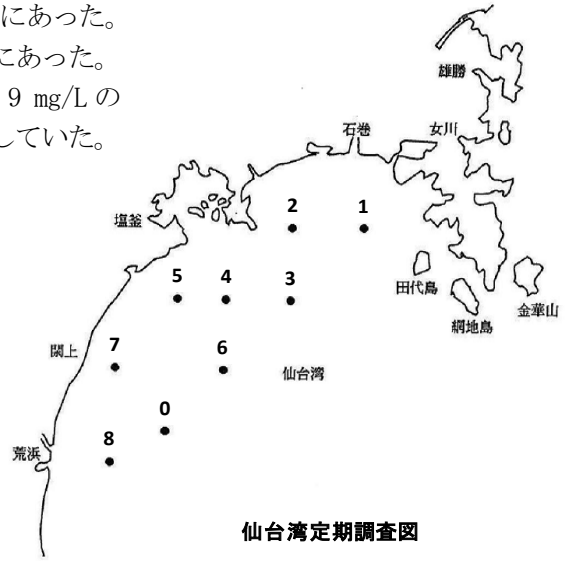 にあった。
にあった。
9 mg/L の
していた。
雄勝
石巻
女川
塩釜
2
1
田代島
網地島
金華山
5
4
3
閖上
7
6
仙台湾
0
荒浜
8
仙台湾定期調査図